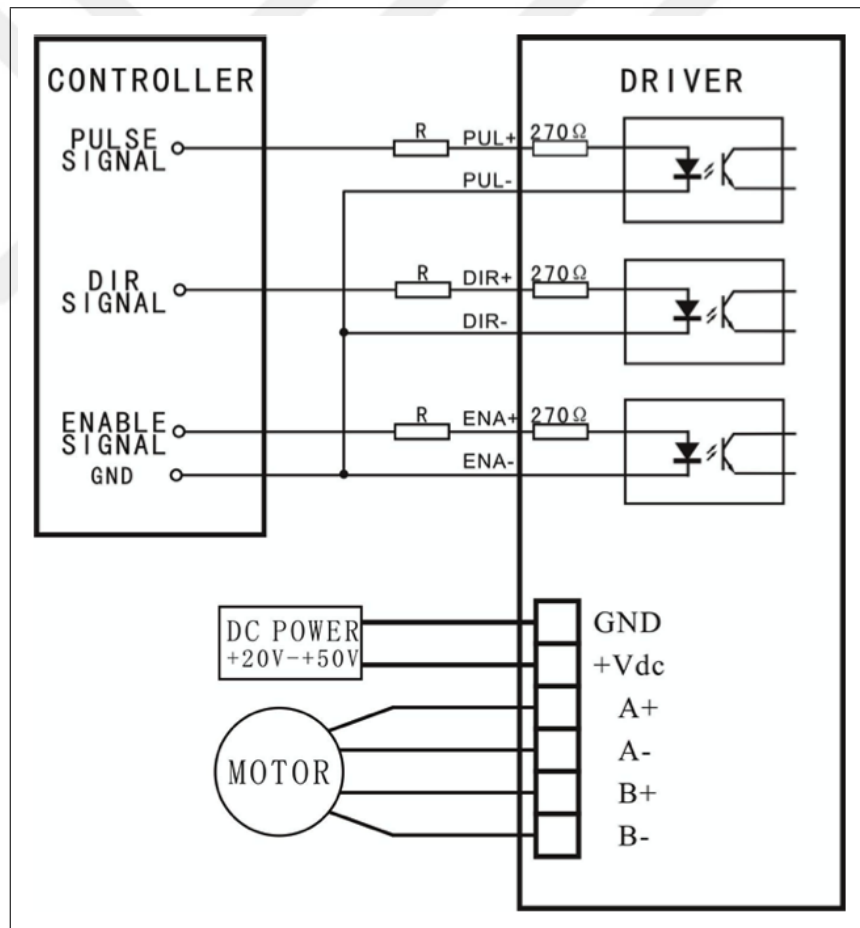 CONTROLLER
DRIVER
PULSE
SIGNAL
R
PUL+
270Ω
PUL-
DIR
SIGNAL
R
DIR+
270Ω
DIR-
ENABLE
SIGNAL
R
ENA+
270Ω
ENA-
GND
DC POWER
+20V-+50V
GND
+Vdc
A+
A-
B+
B-
MOTOR